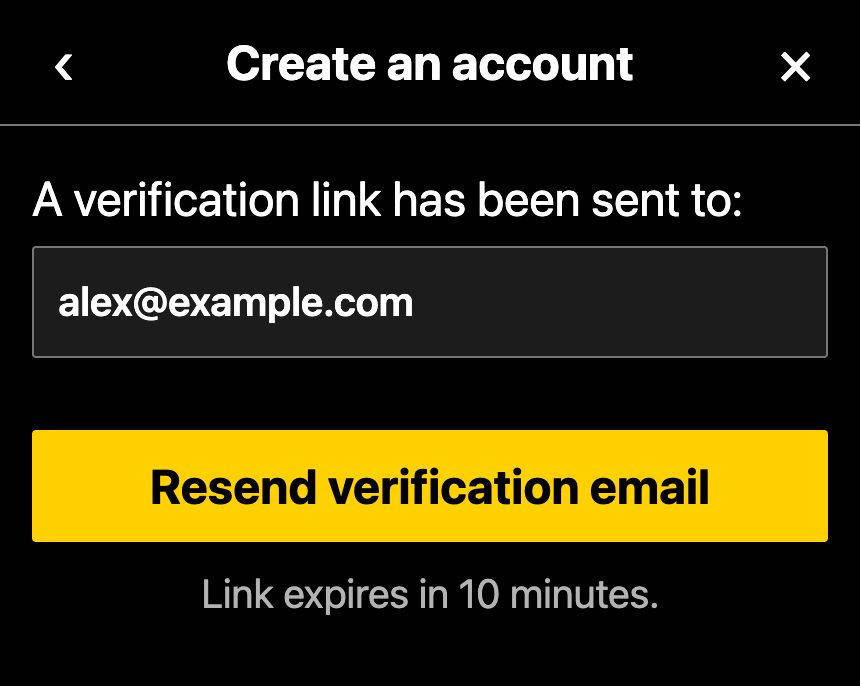 Create an account
A verification link has been sent to:
alex@example.com
Resend verification email
Link expires in 10 minutes.